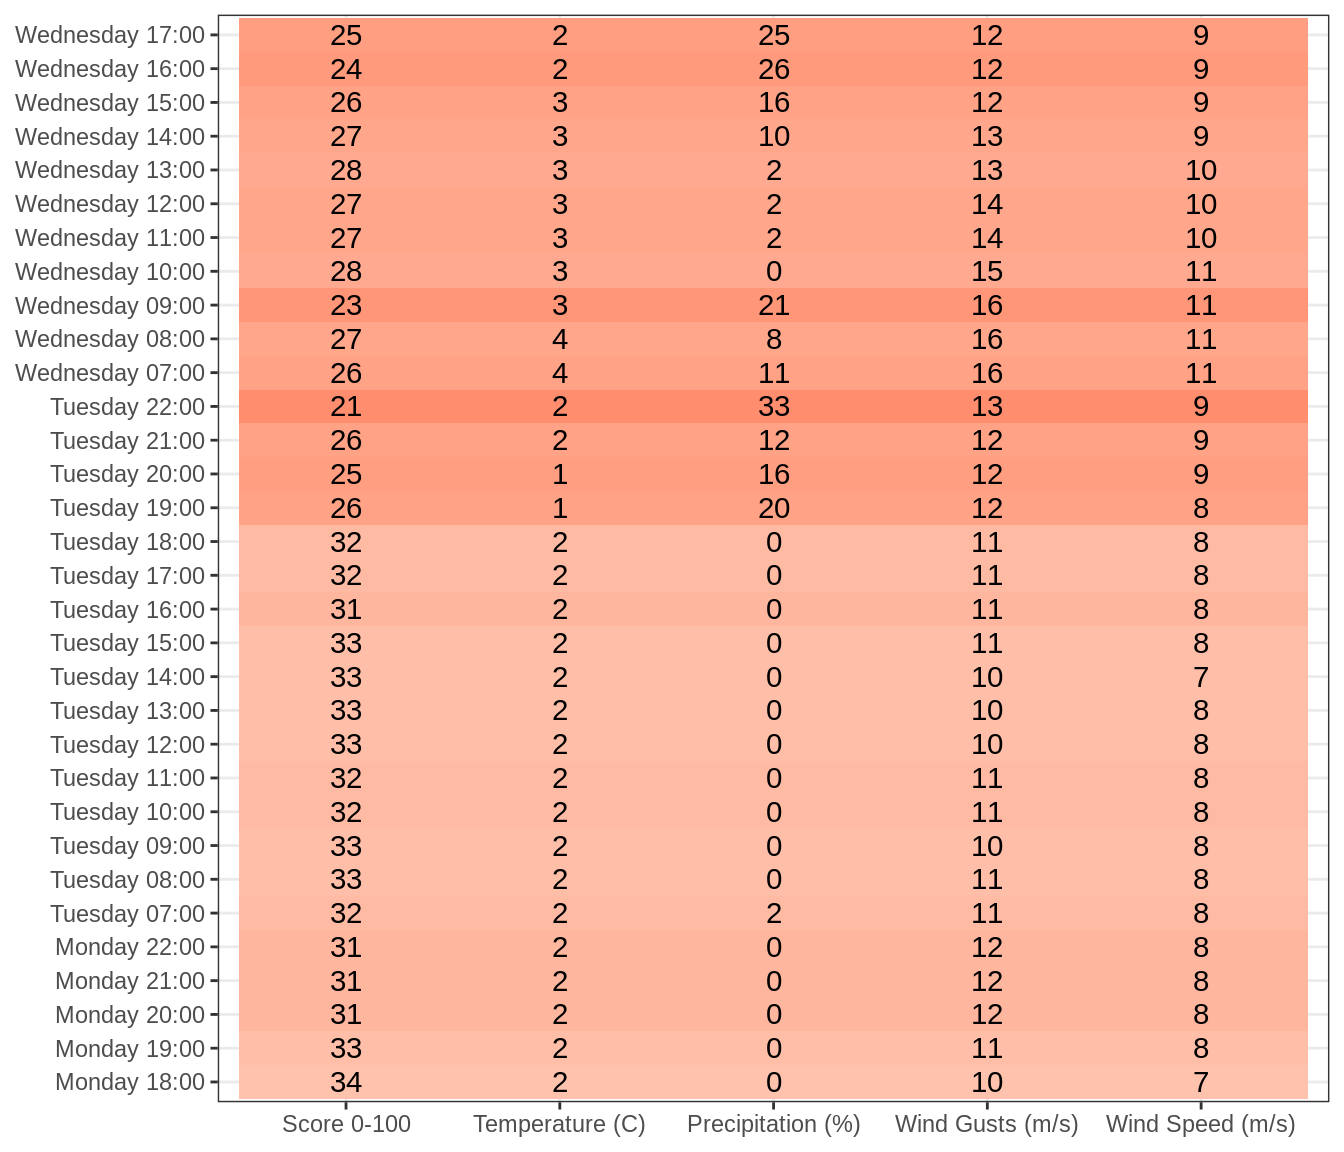 Wednesday 17:00 25 2 25 12 9
Wednesday 16:00 24 2 26 12 9
Wednesday 15:00 26 3 16 12 9
Wednesday 14:00 27 3 10 13 9
Wednesday 13:00 28 3 2 13 10
Wednesday 12:00 27 3 2 14 10
Wednesday 11:00 27 3 2 14 10
Wednesday 10:00 28 3 0 15 11
Wednesday 09:00 23 3 21 16 11
Wednesday 08:00 27 4 8 16 11
Wednesday 07:00 26 4 11 16 11
Tuesday 22:00 21 2 33 13 9
Tuesday 21:00 26 2 12 12 9
Tuesday 20:00 25 1 16 12 9
Tuesday 19:00 26 1 20 12 8
Tuesday 18:00 32 2 0 11 8
Tuesday 17:00 32 2 0 11 8
Tuesday 16:00 31 2 0 11 8
Tuesday 15:00 33 2 0 11 8
Tuesday 14:00 33 2 0 10 7
Tuesday 13:00 33 2 0 10 8
Tuesday 12:00 33 2 0 10 8
Tuesday 11:00 32 2 0 11 8
Tuesday 10:00 32 2 0 11 8
Tuesday 09:00 33 2 0 10 8
Tuesday 08:00 33 2 0 11 8
Tuesday 07:00 32 2 2 11 8
Monday 22:00 31 2 0 12 8
Monday 21:00 31 2 0 12 8
Monday 20:00 31 2 0 12 8
Monday 19:00 33 2 0 11 8
Monday 18:00 34 2 0 10 7
Score 0-100 Temperature (C) Precipitation (%) Wind Gusts (m/s) Wind Speed (m/s)